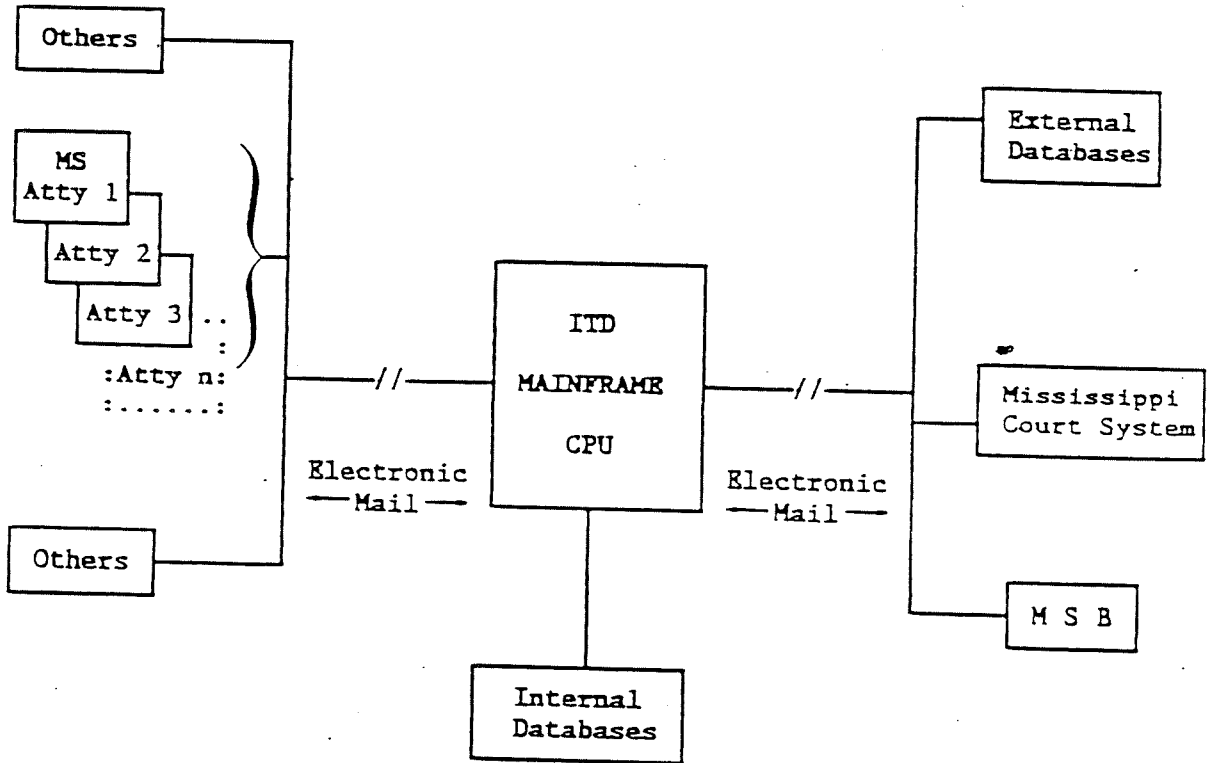 Others
MS
Atty 1
Atty 2
Atty 3 ..
:
:Atty n:
:.......:
Others
Electronic
Mail
ITD
MAINFRAME
CPU
Internal
Databases
Electronic
Mail
External
Databases
Mississippi
Court System
M S B